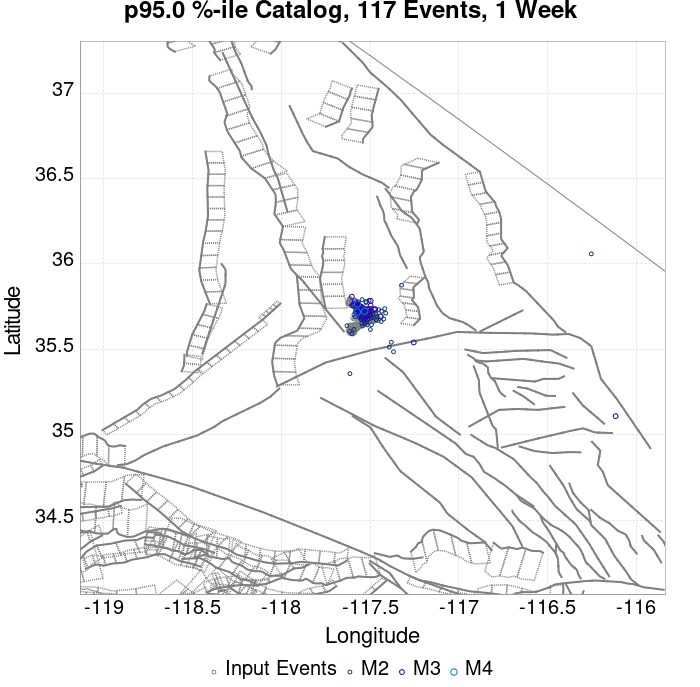 p95.0 %-ile Catalog, 117 Events, 1 Week
37
36.5
36
35.5
35
34.5
Latitude
-119 -118.5 -118 -117.5 -117 -116.5 -116
Longitude
Input Events M2 M3 M4